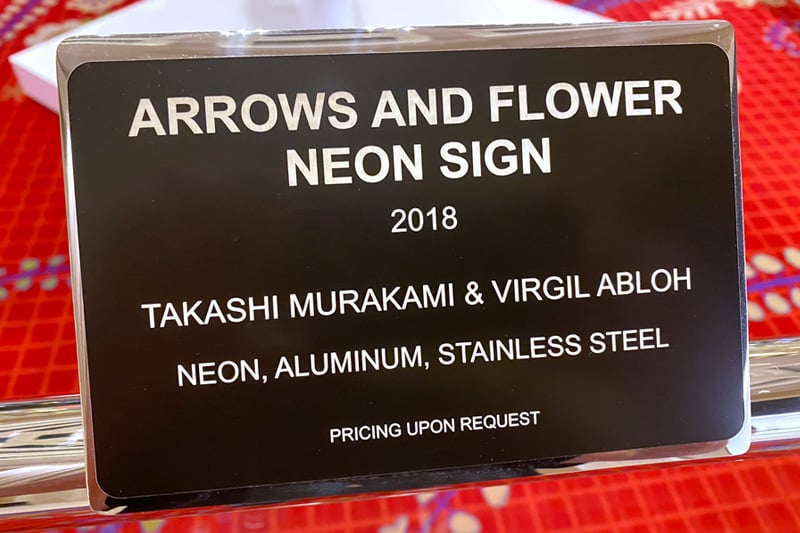 ARROWS AND FLOWER
NEON SIGN
2018
TAKASHI MURAKAMI & VIRGIL ABLOH
NEON, ALUMINUM, STAINLESS STEEL
PRICING UPON REQUEST